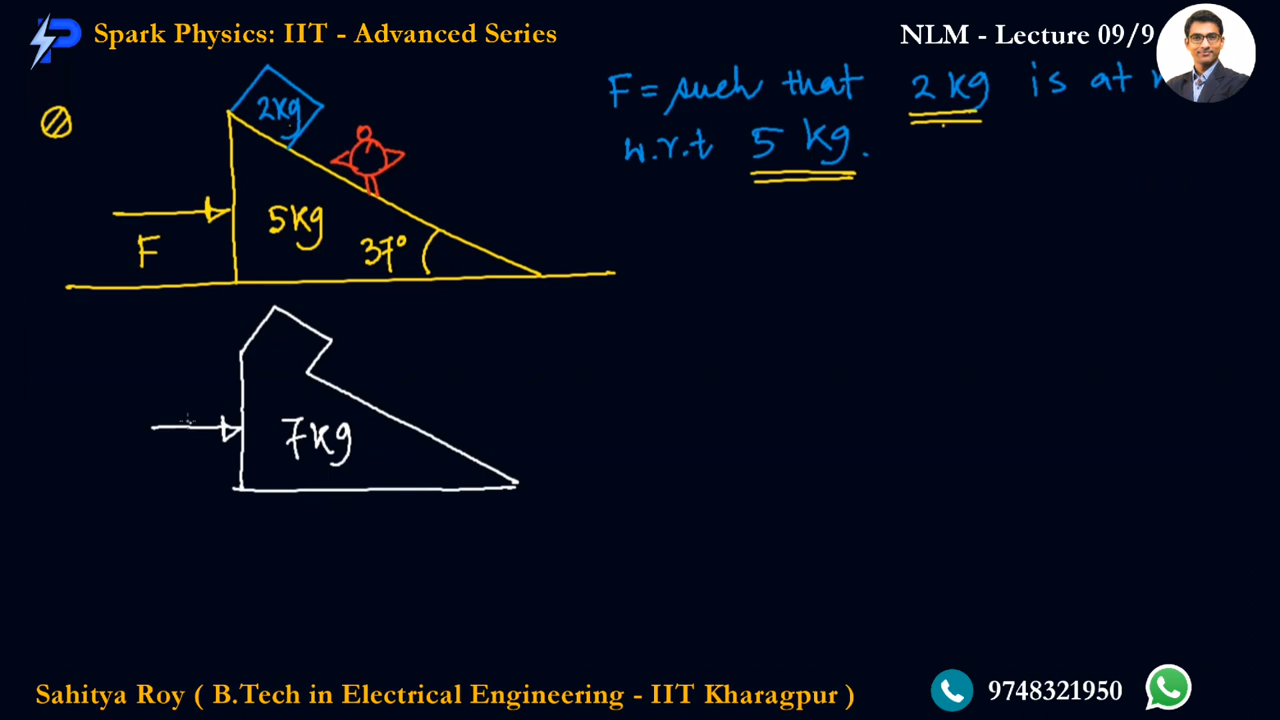 Spark Physics: IIT - Advanced Series
NLM - Lecture 09/9
F = such that 2 kg is at
w.r.t 5 kg.
2kg
5kg
37°
F
7kg
Sahitya Roy ( B.Tech in Electrical Engineering - IIT Kharagpur )
9748321950